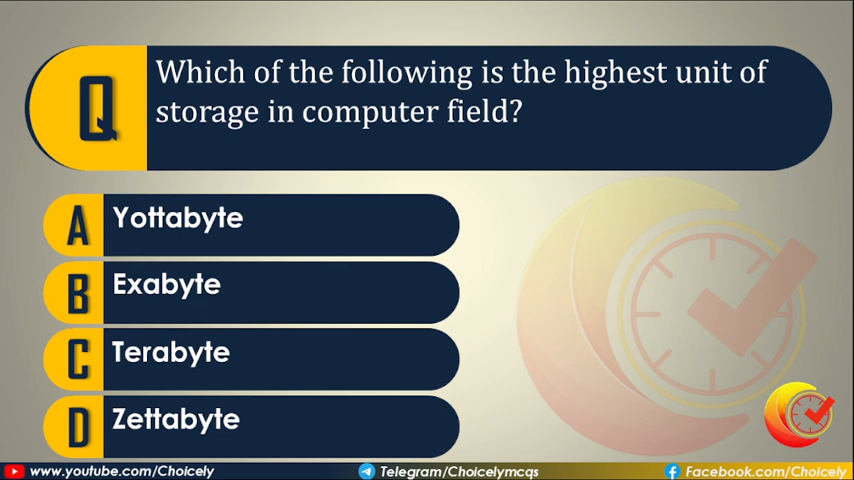 Q
Which of the following is the highest unit of
storage in computer field?
A Yottabyte
B Exabyte
C Terabyte
D Zettabyte
www.youtube.com/Choicely Telegram/Choicelymcqs Facebook.com/Choicely